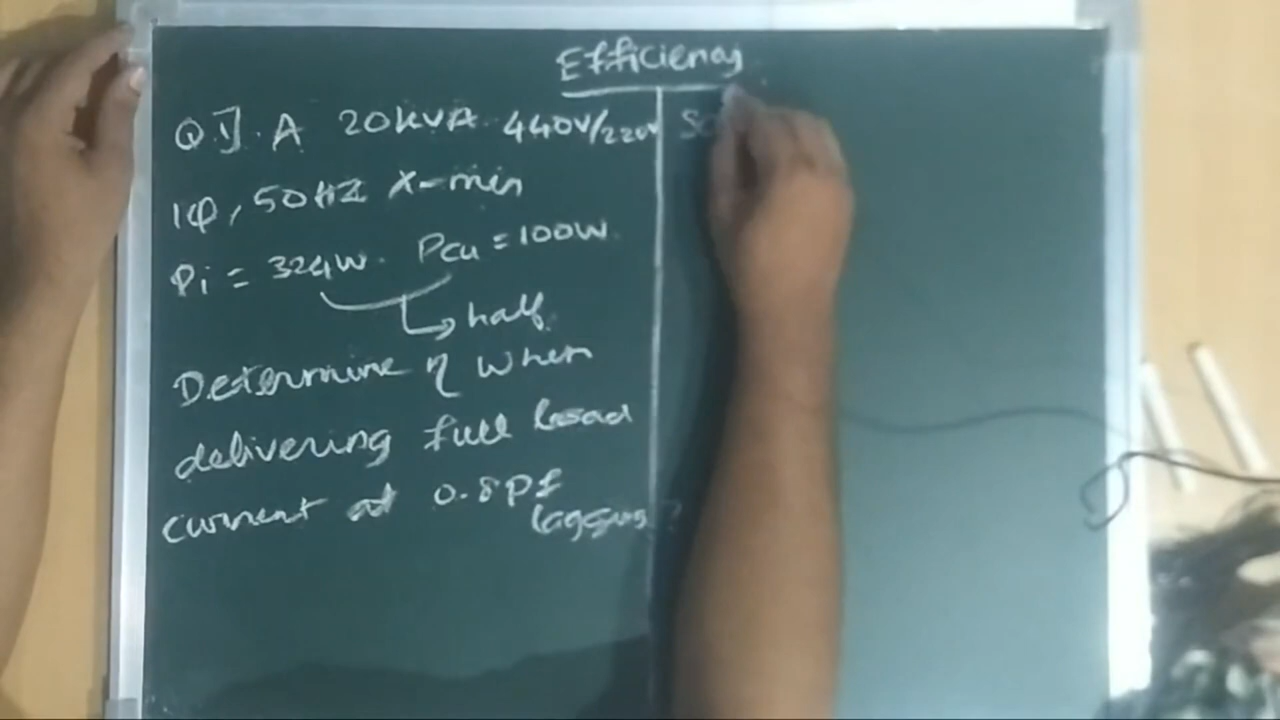 Efficiency
Q 1]. A 20kVA 440V/220V
1φ, 50HZ X-mer
Pi = 324W. Pcu = 100W.
half
Determine η when
delivering full load
current at 0.8 Pf
lagging?